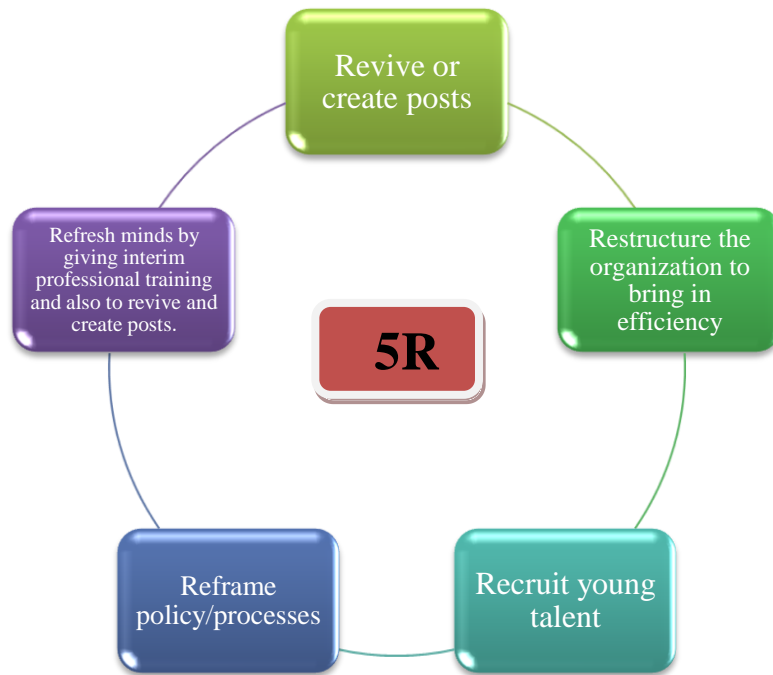 Revive or
create posts
Restructure the
organization to
bring in
efficiency
Recruit young
talent
Reframe
policy/processes
Refresh minds by
giving interim
professional training
and also to revive and
create posts.
5R